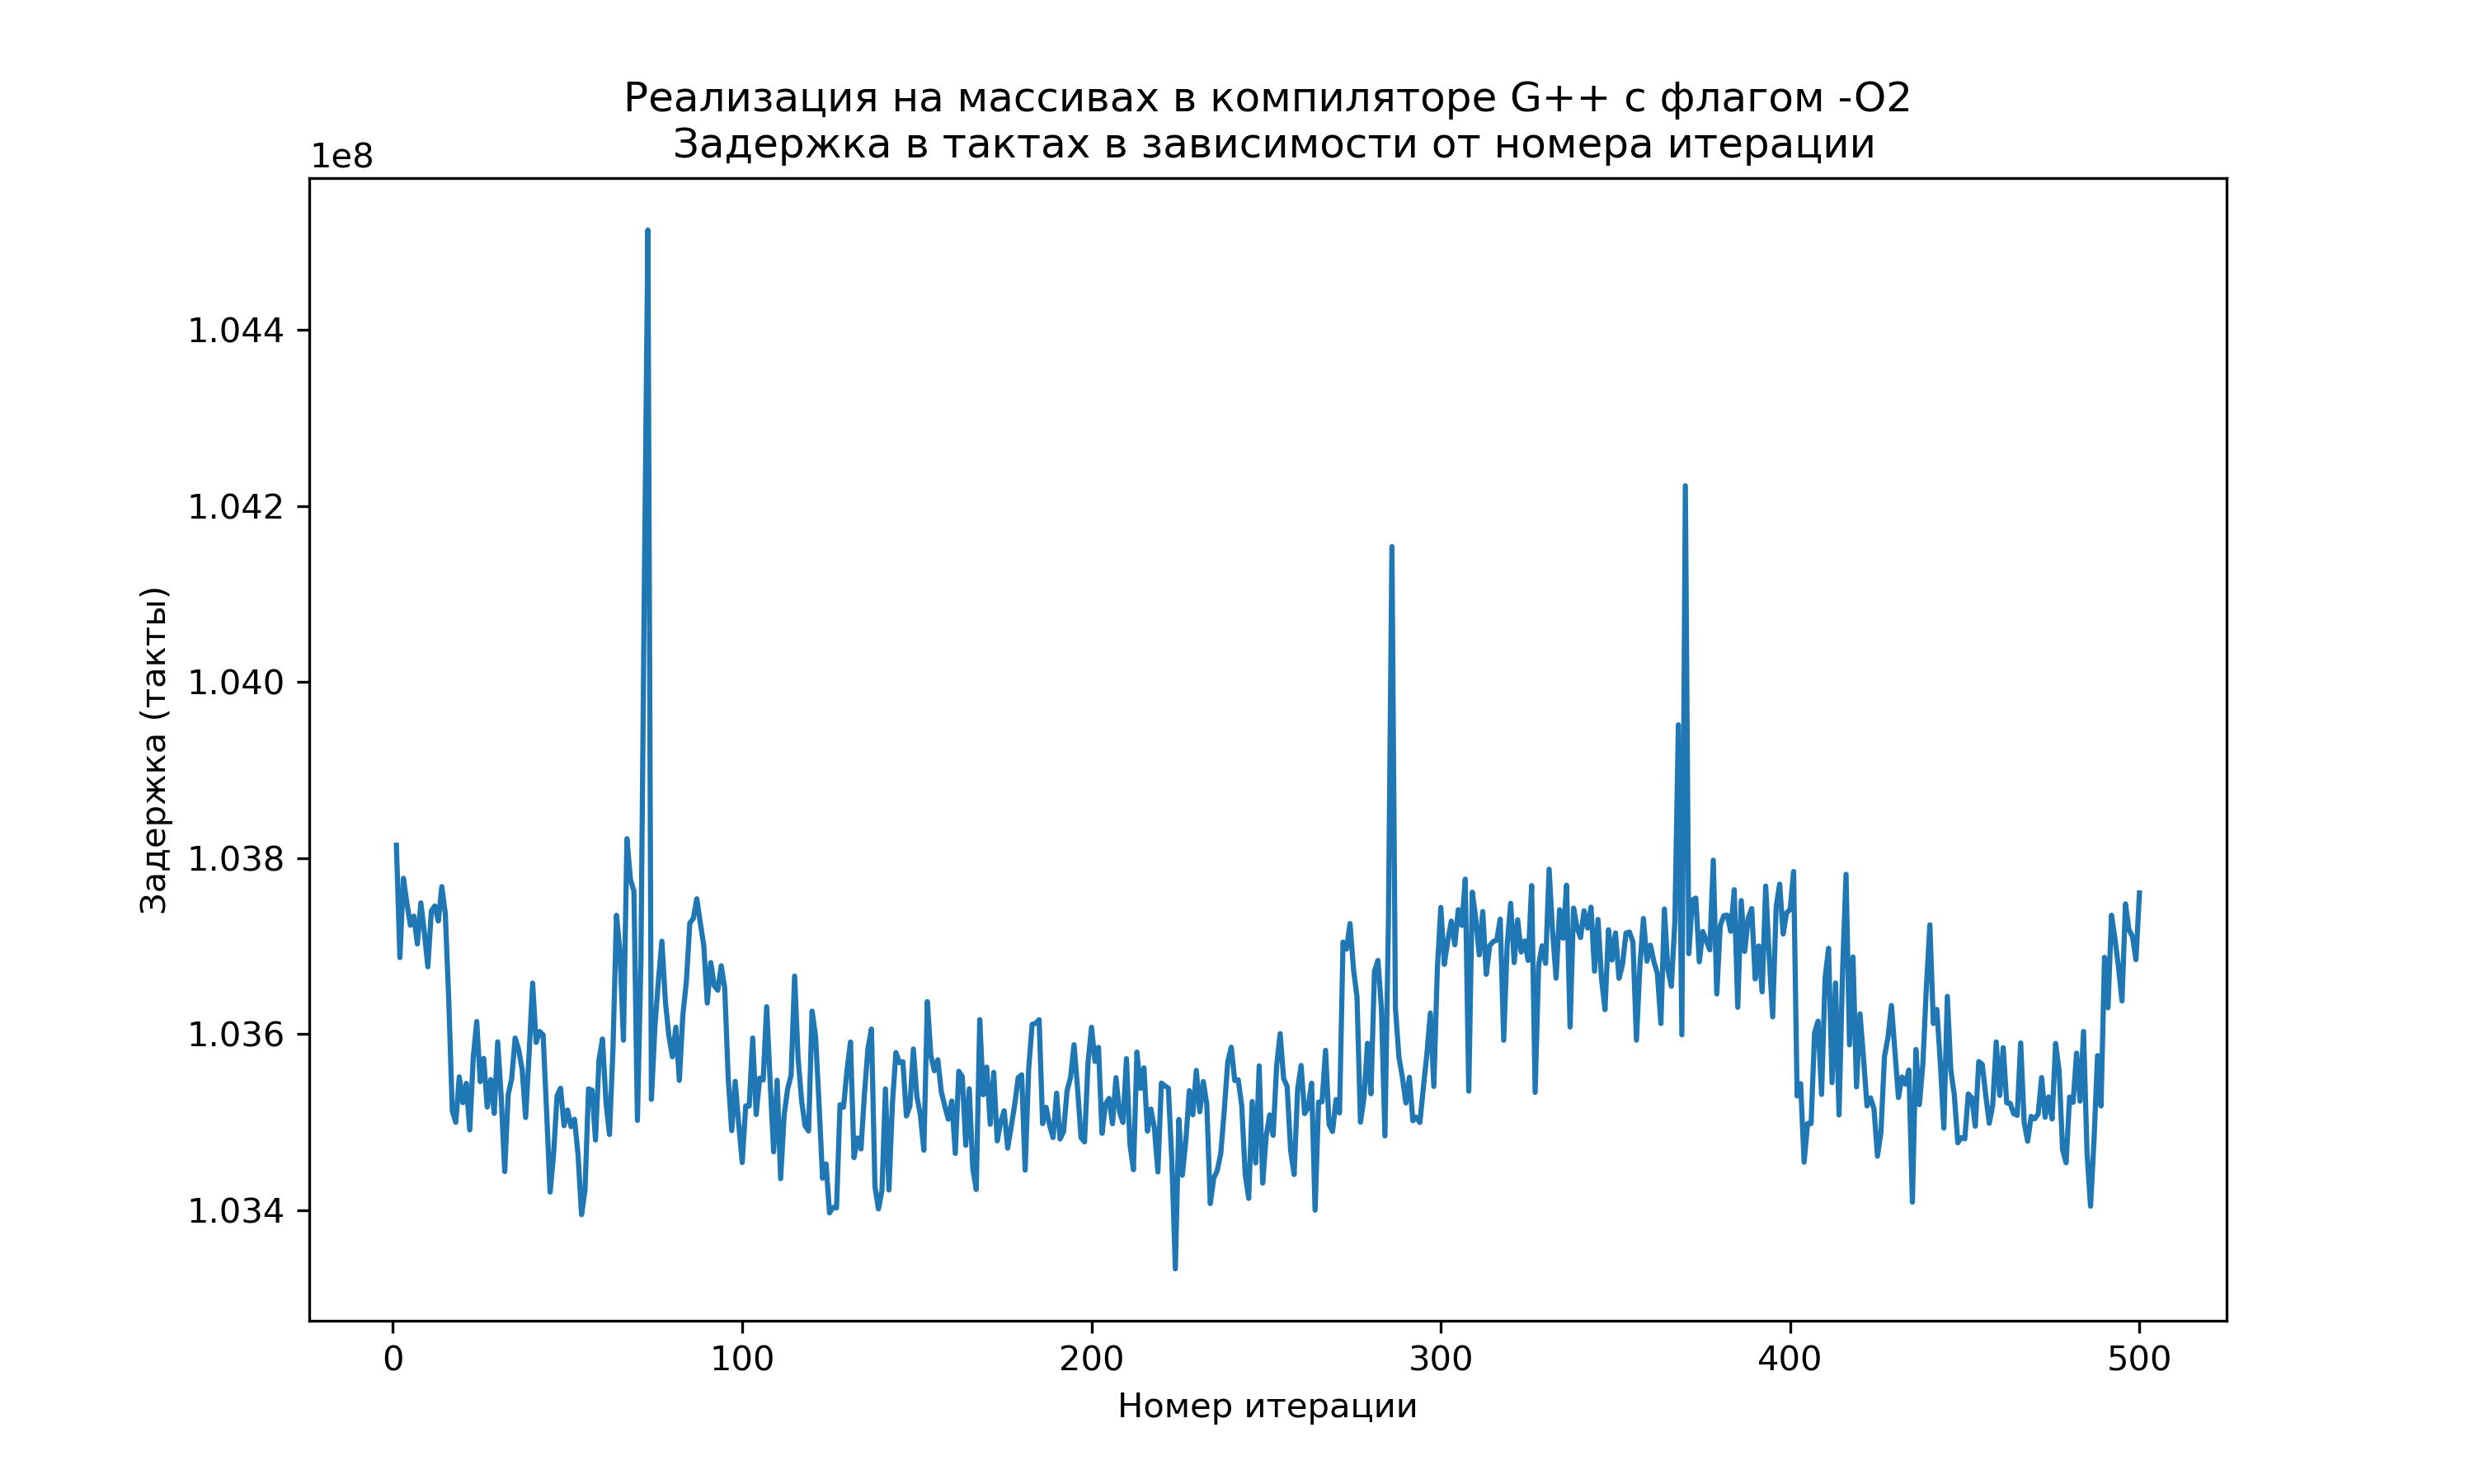 Реализация на массивах в компиляторе G++ с флагом -O2
Задержка в тактах в зависимости от номера итерации
1e8
1.044
1.042
1.040
1.038
1.036
1.034
Задержка (такты)
0 100 200 300 400 500
Номер итерации